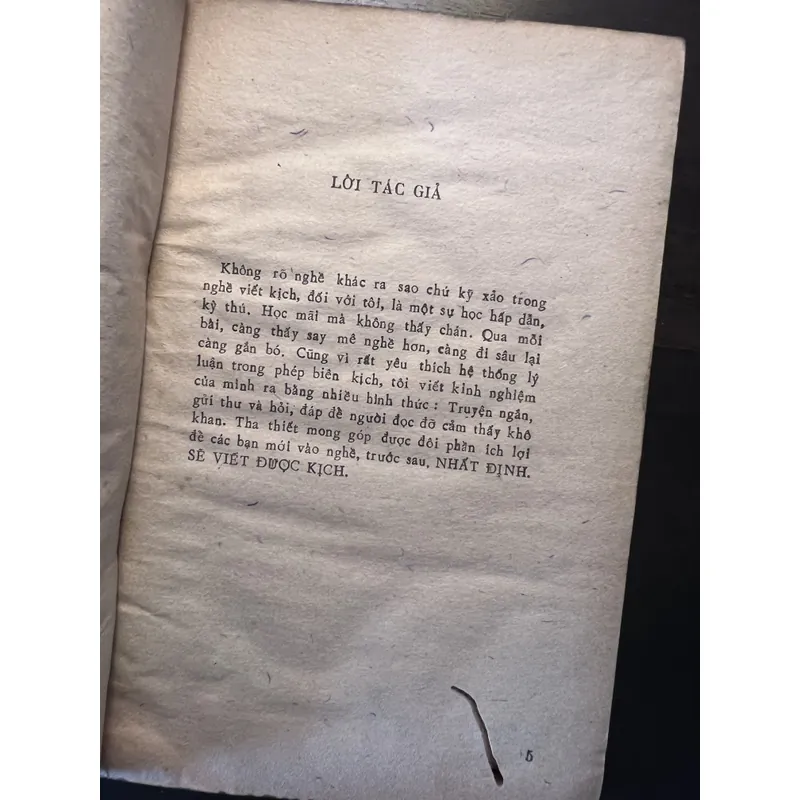 LỜI TÁC GIẢ
Không rõ nghề khác ra sao chứ kỹ xảo trong
nghề viết kịch, đối với tôi, là một sự học hấp dẫn,
kỳ thú. Học mãi mà không thấy chán. Qua mỗi
bài, càng thấy say mê nghề hơn, càng đi sâu lại
càng gắn bó. Cũng vì rất yêu thích hệ thống lý
luận trong phép biên kịch, tôi viết kinh nghiệm
của mình ra bằng nhiều hình thức : Truyện ngắn,
gửi thư và hỏi, đáp để người đọc đỡ cảm thấy khô
khan. Tha thiết mong góp được đôi phần ích lợi
để các bạn mới vào nghề, trước sau, NHẤT ĐỊNH.
SẼ VIẾT ĐƯỢC KỊCH.
5